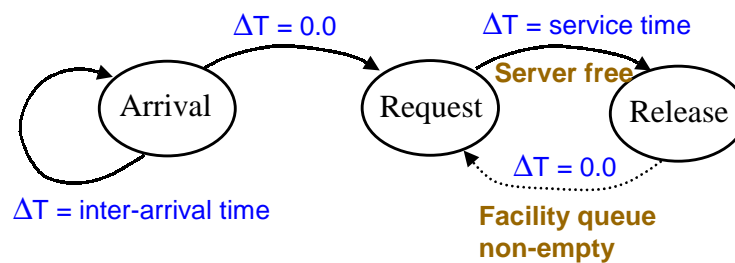 ΔT = 0.0
ΔT = service time
Server free
Arrival
Request
Release
ΔT = 0.0
ΔT = inter-arrival time
Facility queue
non-empty